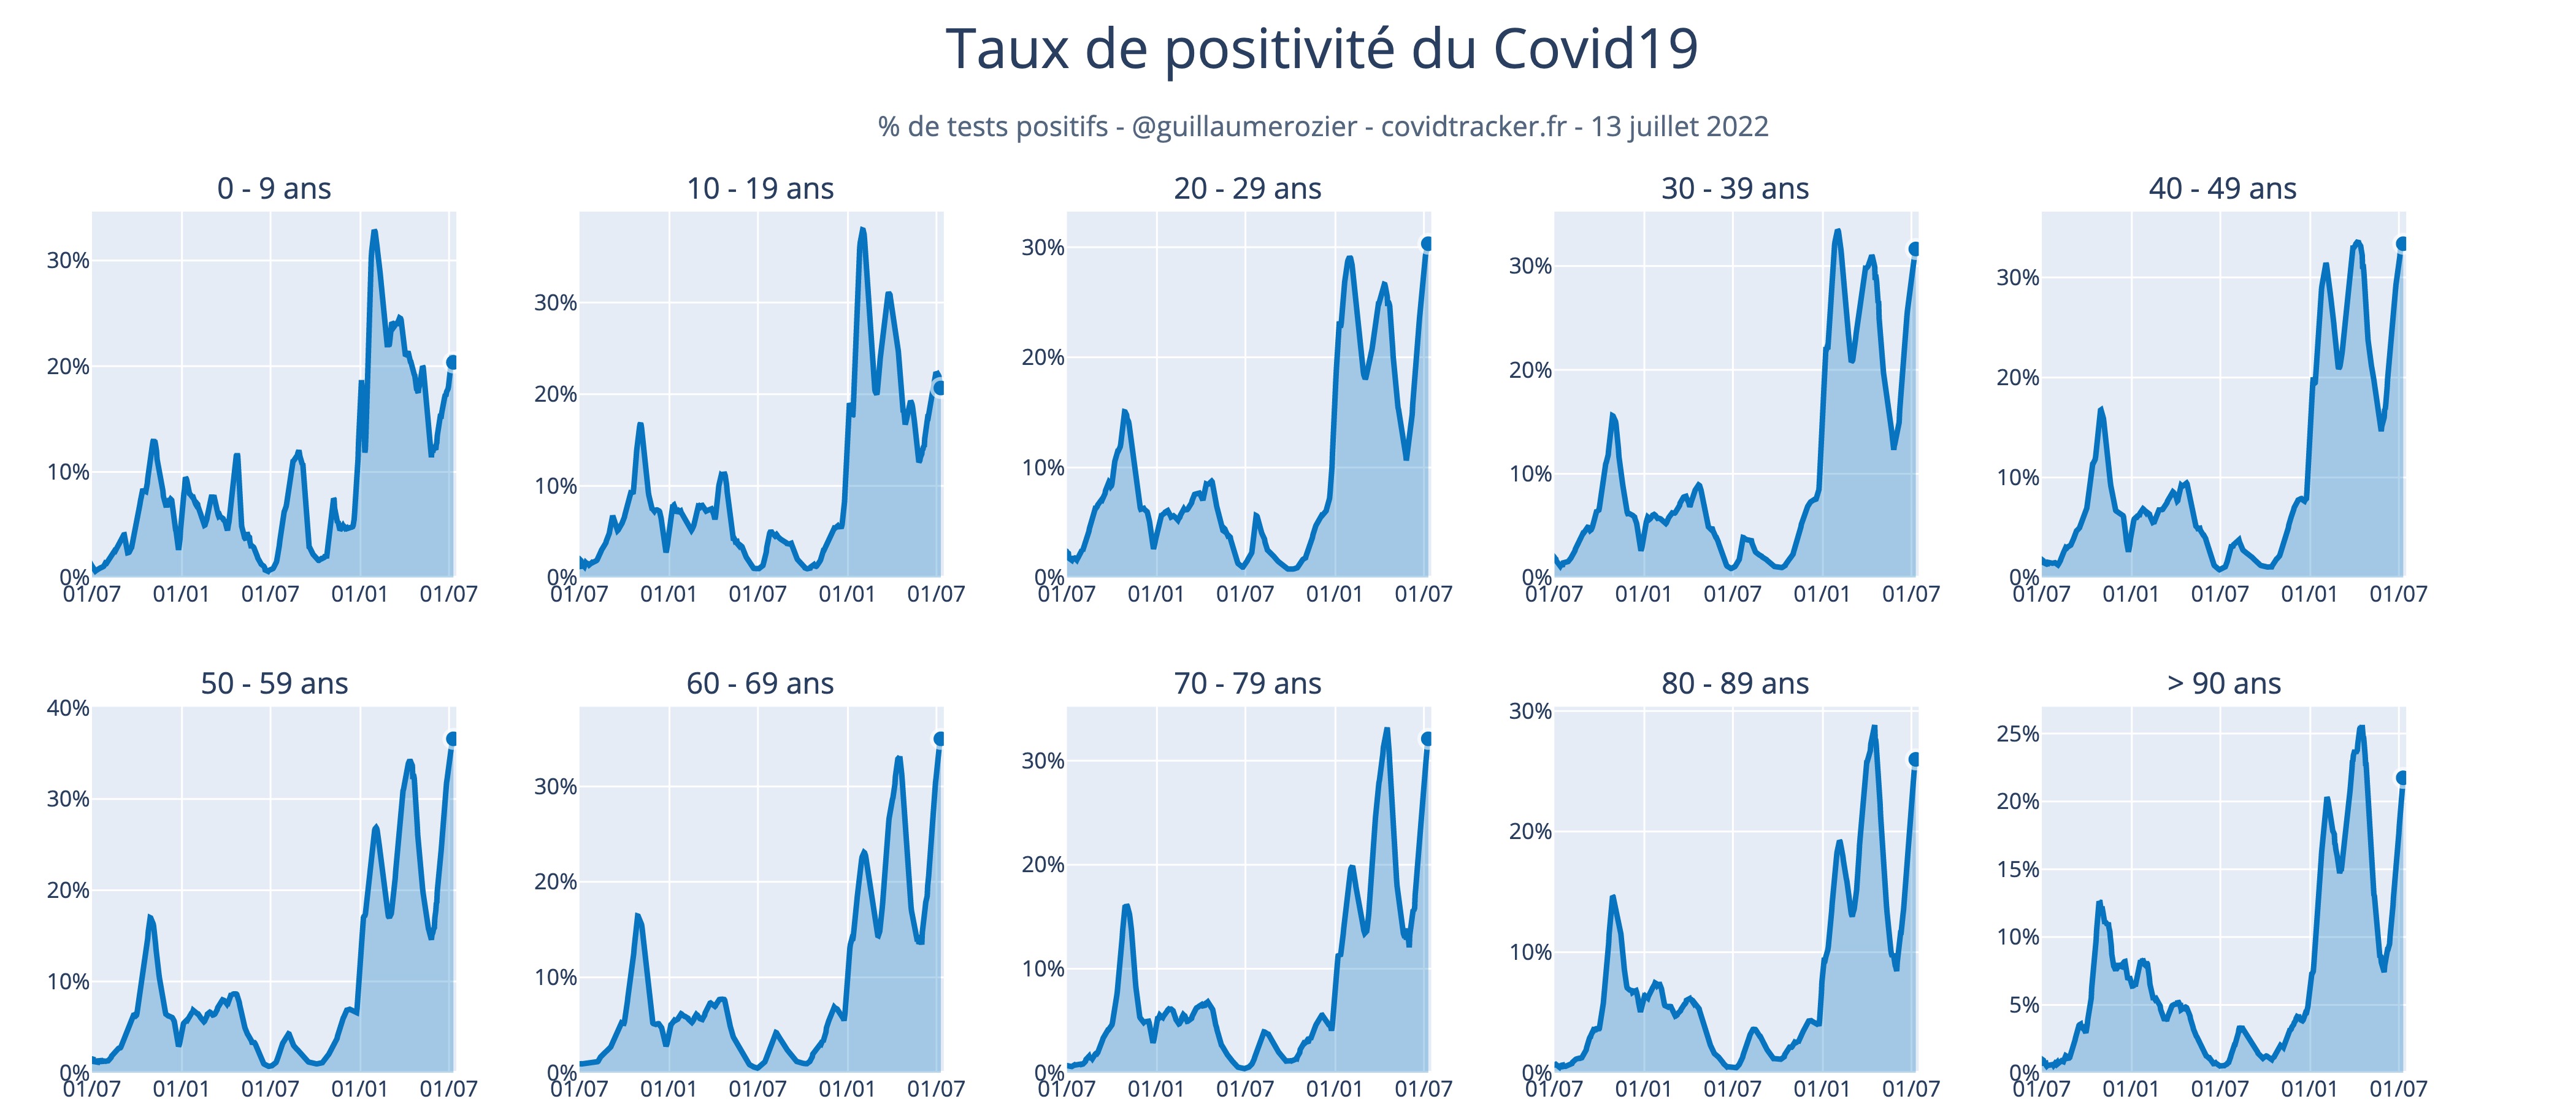 Taux de positivité du Covid19
% de tests positifs - @guillaumerozier - covidtracker.fr - 13 juillet 2022
0 - 9 ans
30%
20%
10%
0%
01/07 01/01 01/07 01/01 01/07
10 - 19 ans
30%
20%
10%
0%
01/07 01/01 01/07 01/01 01/07
20 - 29 ans
30%
20%
10%
0%
01/07 01/01 01/07 01/01 01/07
30 - 39 ans
30%
20%
10%
0%
01/07 01/01 01/07 01/01 01/07
40 - 49 ans
30%
20%
10%
0%
01/07 01/01 01/07 01/01 01/07
50 - 59 ans
40%
30%
20%
10%
0%
01/07 01/01 01/07 01/01 01/07
60 - 69 ans
30%
20%
10%
0%
01/07 01/01 01/07 01/01 01/07
70 - 79 ans
30%
20%
10%
0%
01/07 01/01 01/07 01/01 01/07
80 - 89 ans
30%
20%
10%
0%
01/07 01/01 01/07 01/01 01/07
> 90 ans
25%
20%
15%
10%
5%
0%
01/07 01/01 01/07 01/01 01/07